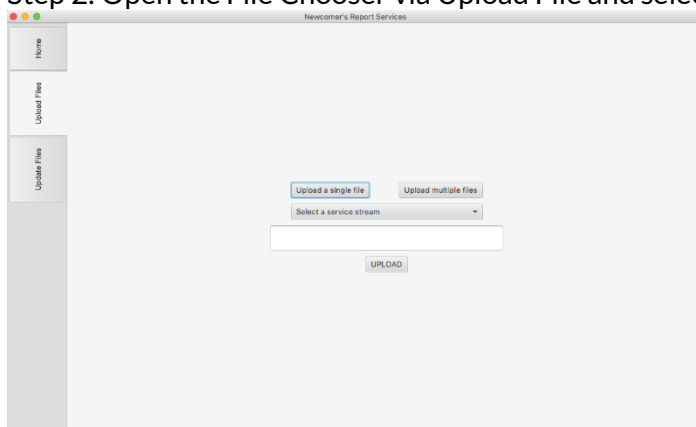 Step 2: Open the File Chooser via Upload File and selec
Newcomer's Report Services
Home
Upload Files
Update Files
Upload a single file
Upload multiple files
Select a service stream
UPLOAD